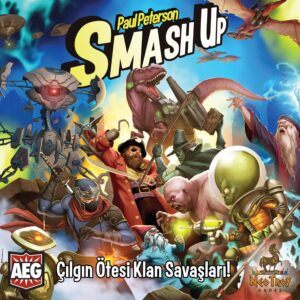 Paul Peterson
SMASH UP
AEG
Çılgın Ötesi Klan Savaşları!
NeoTroy
GAMES